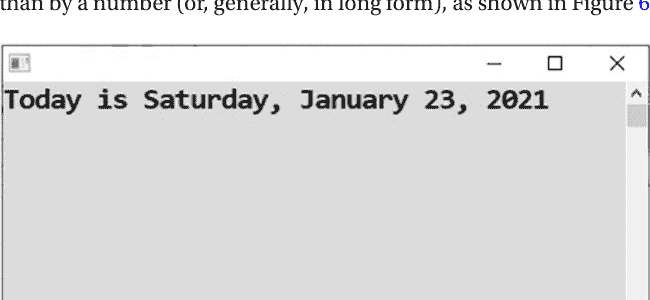 than by a number (or, generally, in long form), as shown in Figure 6
Today is Saturday, January 23, 2021